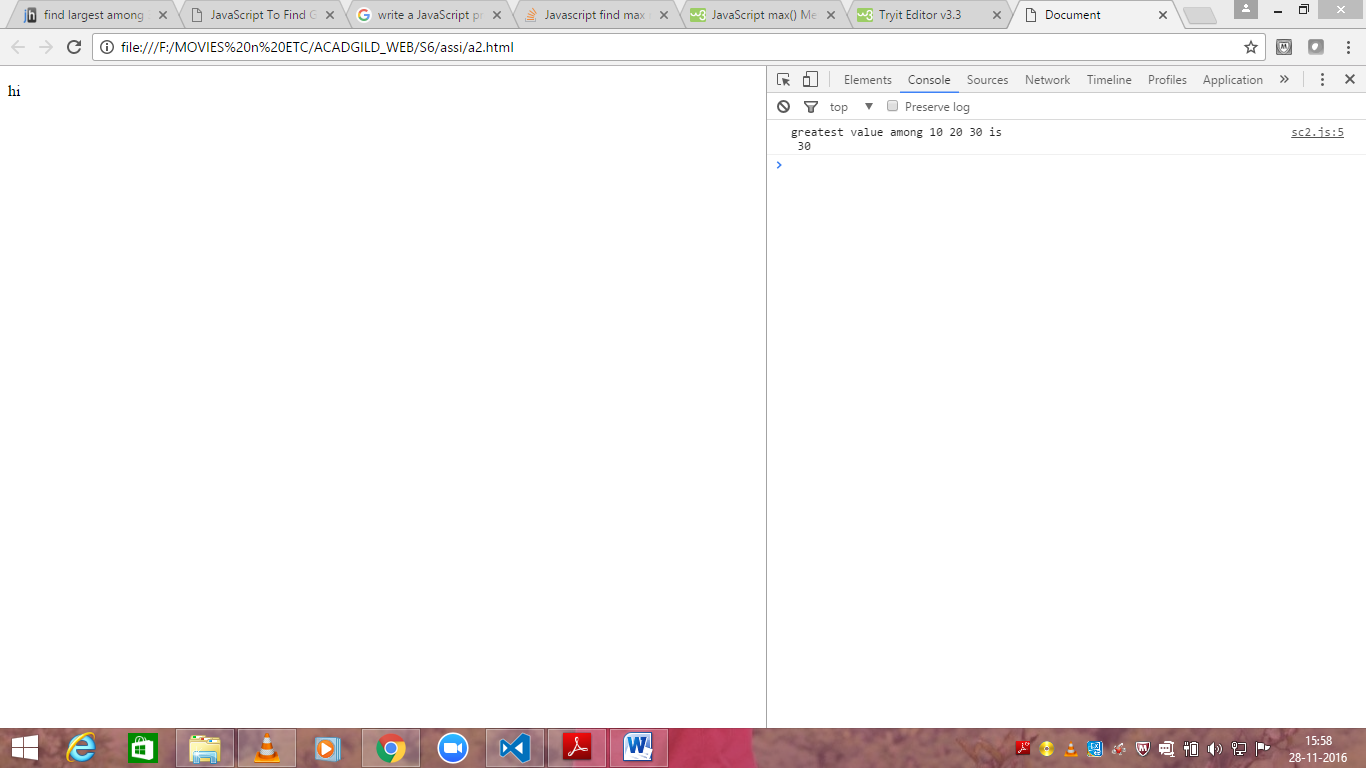 find largest among
JavaScript To Find G
write a JavaScript pr
Javascript find max
JavaScript max() Me
Tryit Editor v3.3
Document
file:///F:/MOVIES%20n%20ETC/ACADGILD_WEB/S6/assi/a2.html
hi
Elements Console Sources Network Timeline Profiles Application »
top ▼ Preserve log
greatest value among 10 20 30 is sc2.js:5
30
15:58
28-11-2016